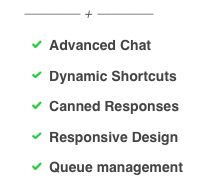 +
Advanced Chat
Dynamic Shortcuts
Canned Responses
Responsive Design
Queue management